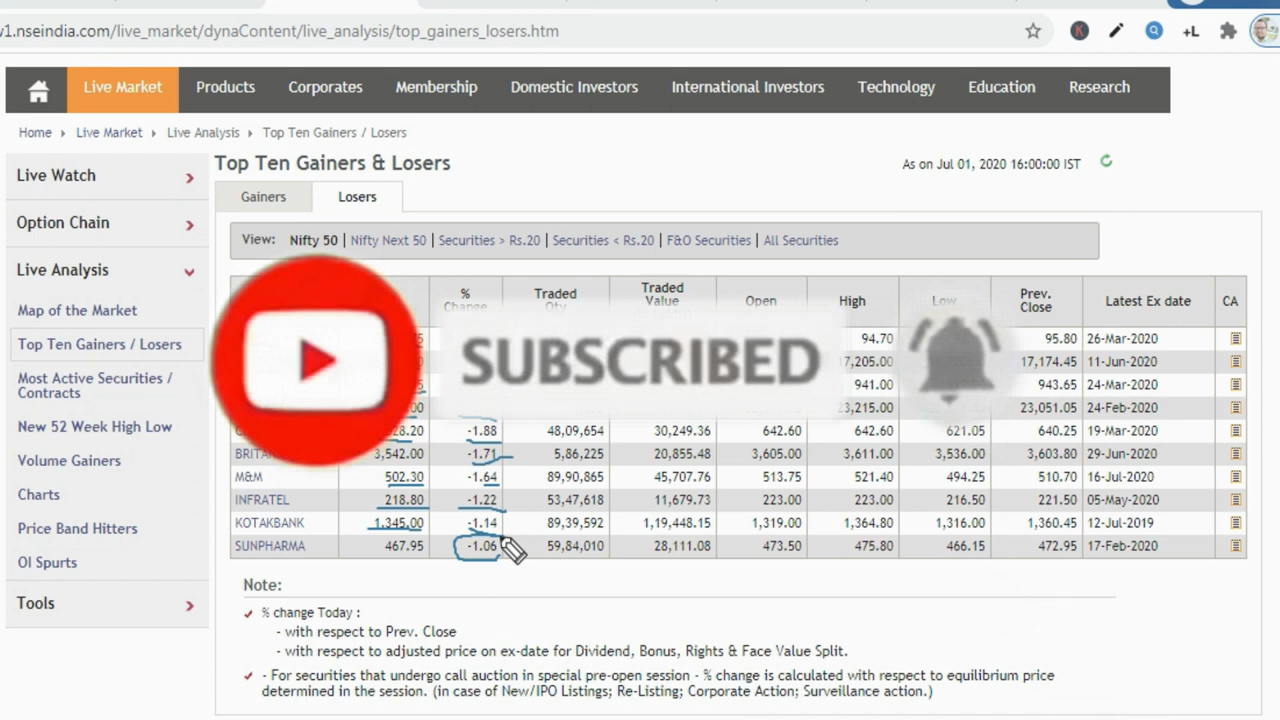 w1.nseindia.com/live_market/dynaContent/live_analysis/top_gainers_losers.htm
K +L
Live Market Products Corporates Membership Domestic Investors International Investors Technology Education Research
Home Live Market Live Analysis Top Ten Gainers / Losers
Top Ten Gainers & Losers
As on Jul 01, 2020 16:00:00 IST
Live Watch
Option Chain
Live Analysis
Map of the Market
Top Ten Gainers / Losers
Most Active Securities /
Contracts
New 52 Week High Low
Volume Gainers
Charts
Price Band Hitters
OI Spurts
Tools
Gainers Losers
View: Nifty 50 | Nifty Next 50 | Securities > Rs.20 | Securities < Rs.20 | F&O Securities | All Securities
% Change Traded Qty Traded Value Open High Low Prev. Close Latest Ex date CA
94.70 95.80 26-Mar-2020
17,205.00 17,174.45 11-Jun-2020
941.00 943.65 24-Mar-2020
23,215.00 23,051.05 24-Feb-2020
SUBSCRIBED
28.20 -1.88 48,09,654 30,249.36 642.60 642.60 621.05 640.25 19-Mar-2020
BRITA 3,542.00 -1.71 5,86,225 20,855.48 3,605.00 3,611.00 3,536.00 3,603.80 29-Jun-2020
M&M 502.30 -1.64 89,90,865 45,707.76 513.75 521.40 494.25 510.70 16-Jul-2020
INFRATEL 218.80 -1.22 53,47,618 11,679.73 223.00 223.00 216.50 221.50 05-May-2020
KOTAKBANK 1,345.00 -1.14 89,39,592 1,19,448.15 1,319.00 1,364.80 1,316.00 1,360.45 12-Jul-2019
SUNPHARMA 467.95 -1.06 59,84,010 28,111.08 473.50 475.80 466.15 472.95 17-Feb-2020
Note:
% change Today :
- with respect to Prev. Close
- with respect to adjusted price on ex-date for Dividend, Bonus, Rights & Face Value Split.
- For securities that undergo call auction in special pre-open session - % change is calculated with respect to equilibrium price
determined in the session. (in case of New/IPO Listings; Re-Listing; Corporate Action; Surveillance action.)